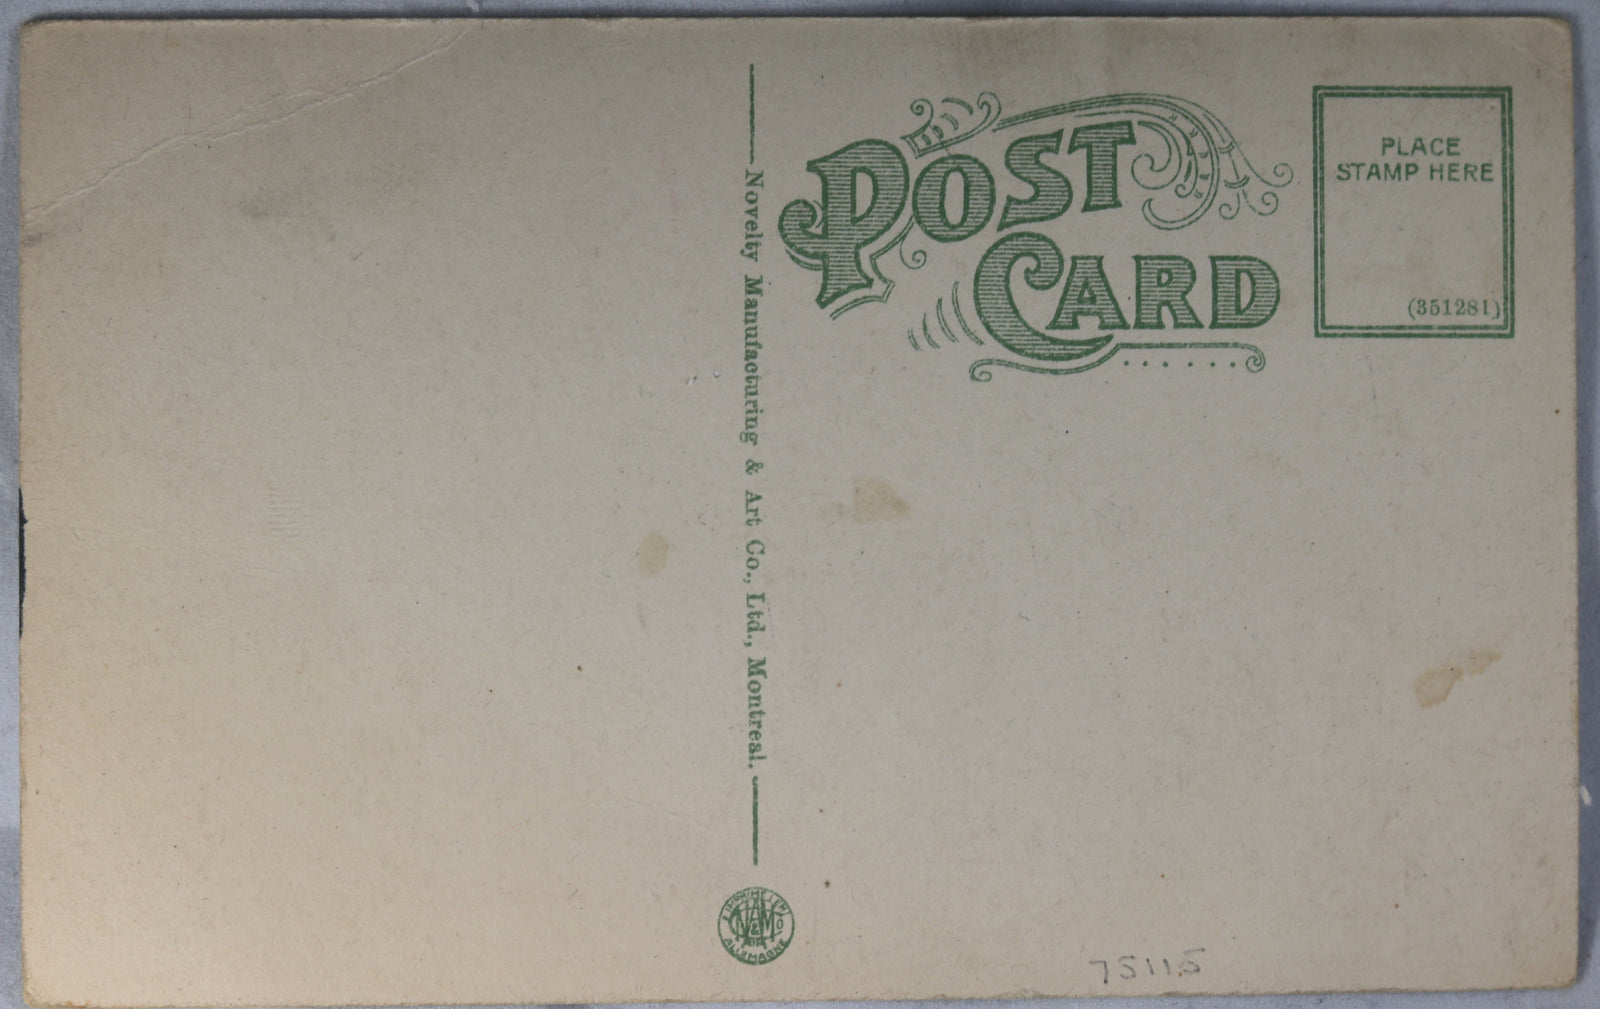 POST
CARD
PLACE
STAMP HERE
(351281)
Novelty Manufacturing & Art Co., Ltd., Montreal.
ALLEMAGNE
75115